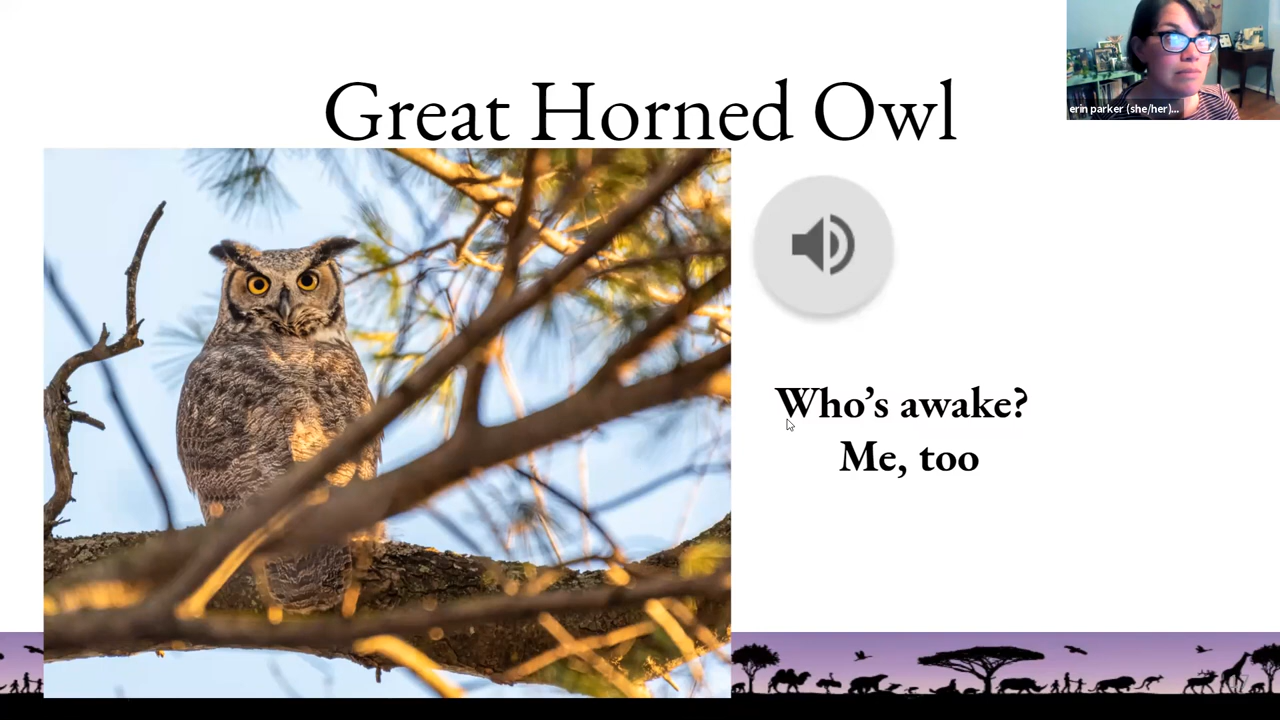 Great Horned Owl
erin parker (she/her)...
Who's awake?
Me, too